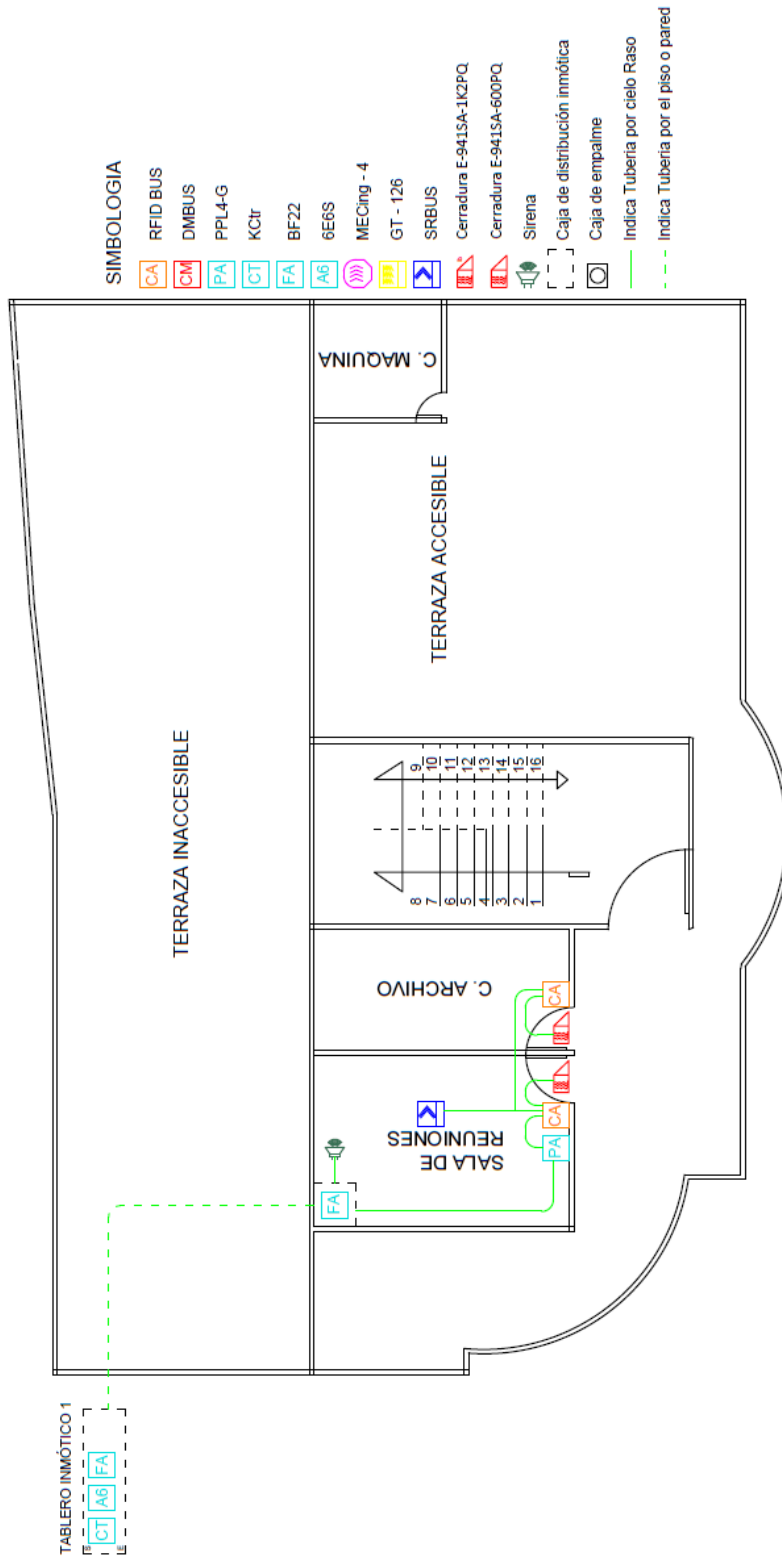 TABLERO INMÓTICO 1
S
E
CT
A6
FA
TERRAZA INACCESIBLE
FA
SALA DE
REUNIONES
PA
CA
C. ARCHIVO
CA
8
7
6
5
4
3
2
1
9
10
11
12
13
14
15
16
TERRAZA ACCESIBLE
C. MAQUINA
SIMBOLOGIA
CA RFID BUS
CM DMBUS
PA PPL4-G
CT KCtr
FA BF22
A6 6E6S
MECing - 4
GT - 126
SRBUS
Cerradura E-941SA-1K2PQ
Cerradura E-941SA-600PQ
Sirena
Caja de distribución inmótica
Caja de empalme
Indica Tuberia por cielo Raso
Indica Tuberia por el piso o pared